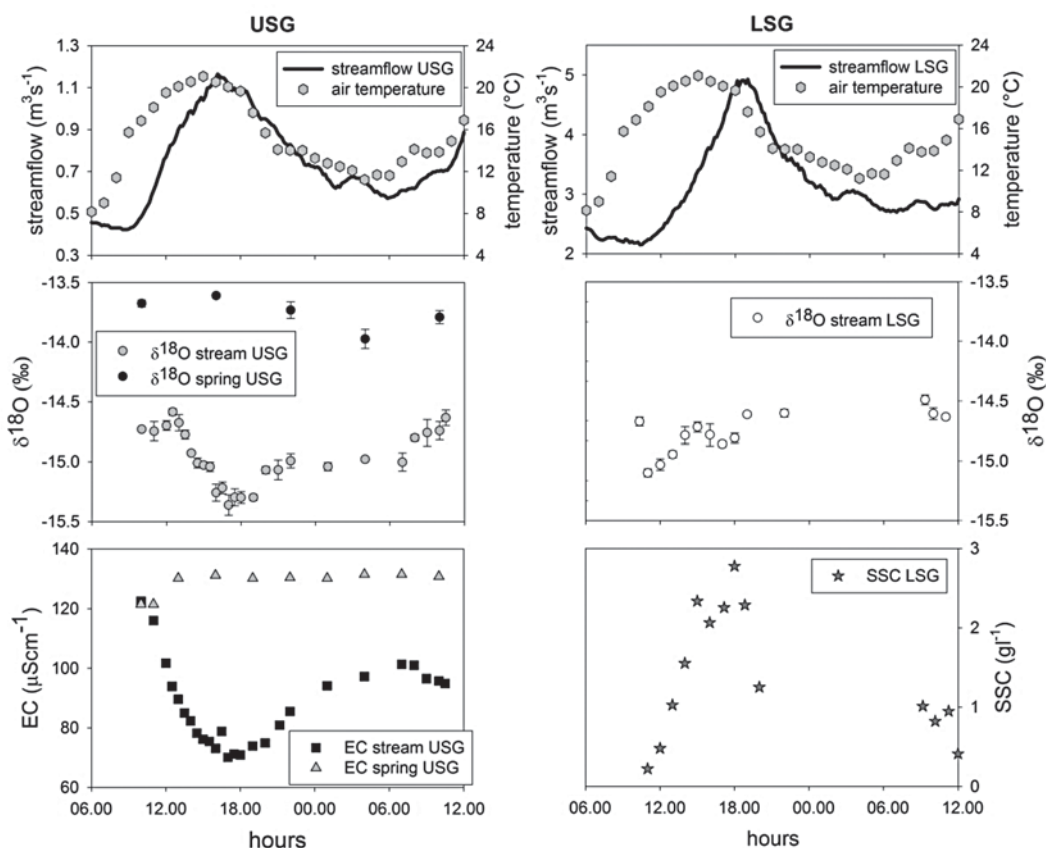 USG
LSG
streamflow (m³s⁻¹)
1.3
1.1
0.9
0.7
0.5
0.3
streamflow USG
air temperature
24
20
16
12
8
4
temperature (°C)
streamflow (m³s⁻¹)
5
4
3
2
streamflow LSG
air temperature
24
20
16
12
8
4
temperature (°C)
δ¹⁸O (‰)
-13.5
-14.0
-14.5
-15.0
-15.5
δ¹⁸O stream USG
δ¹⁸O spring USG
δ¹⁸O stream LSG
-13.5
-14.0
-14.5
-15.0
-15.5
δ¹⁸O (‰)
EC (μScm⁻¹)
140
120
100
80
60
EC stream USG
EC spring USG
06.00 12.00 18.00 00.00 06.00 12.00
hours
SSC LSG
3
2
1
0
SSC (gl⁻¹)
06.00 12.00 18.00 00.00 06.00 12.00
hours